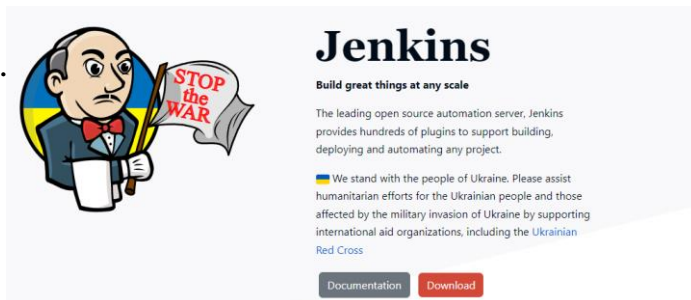 STOP
the
WAR
Jenkins
Build great things at any scale
The leading open source automation server, Jenkins
provides hundreds of plugins to support building,
deploying and automating any project.
We stand with the people of Ukraine. Please assist
humanitarian efforts for the Ukrainian people and those
affected by the military invasion of Ukraine by supporting
international aid organizations, including the Ukrainian
Red Cross
Documentation Download